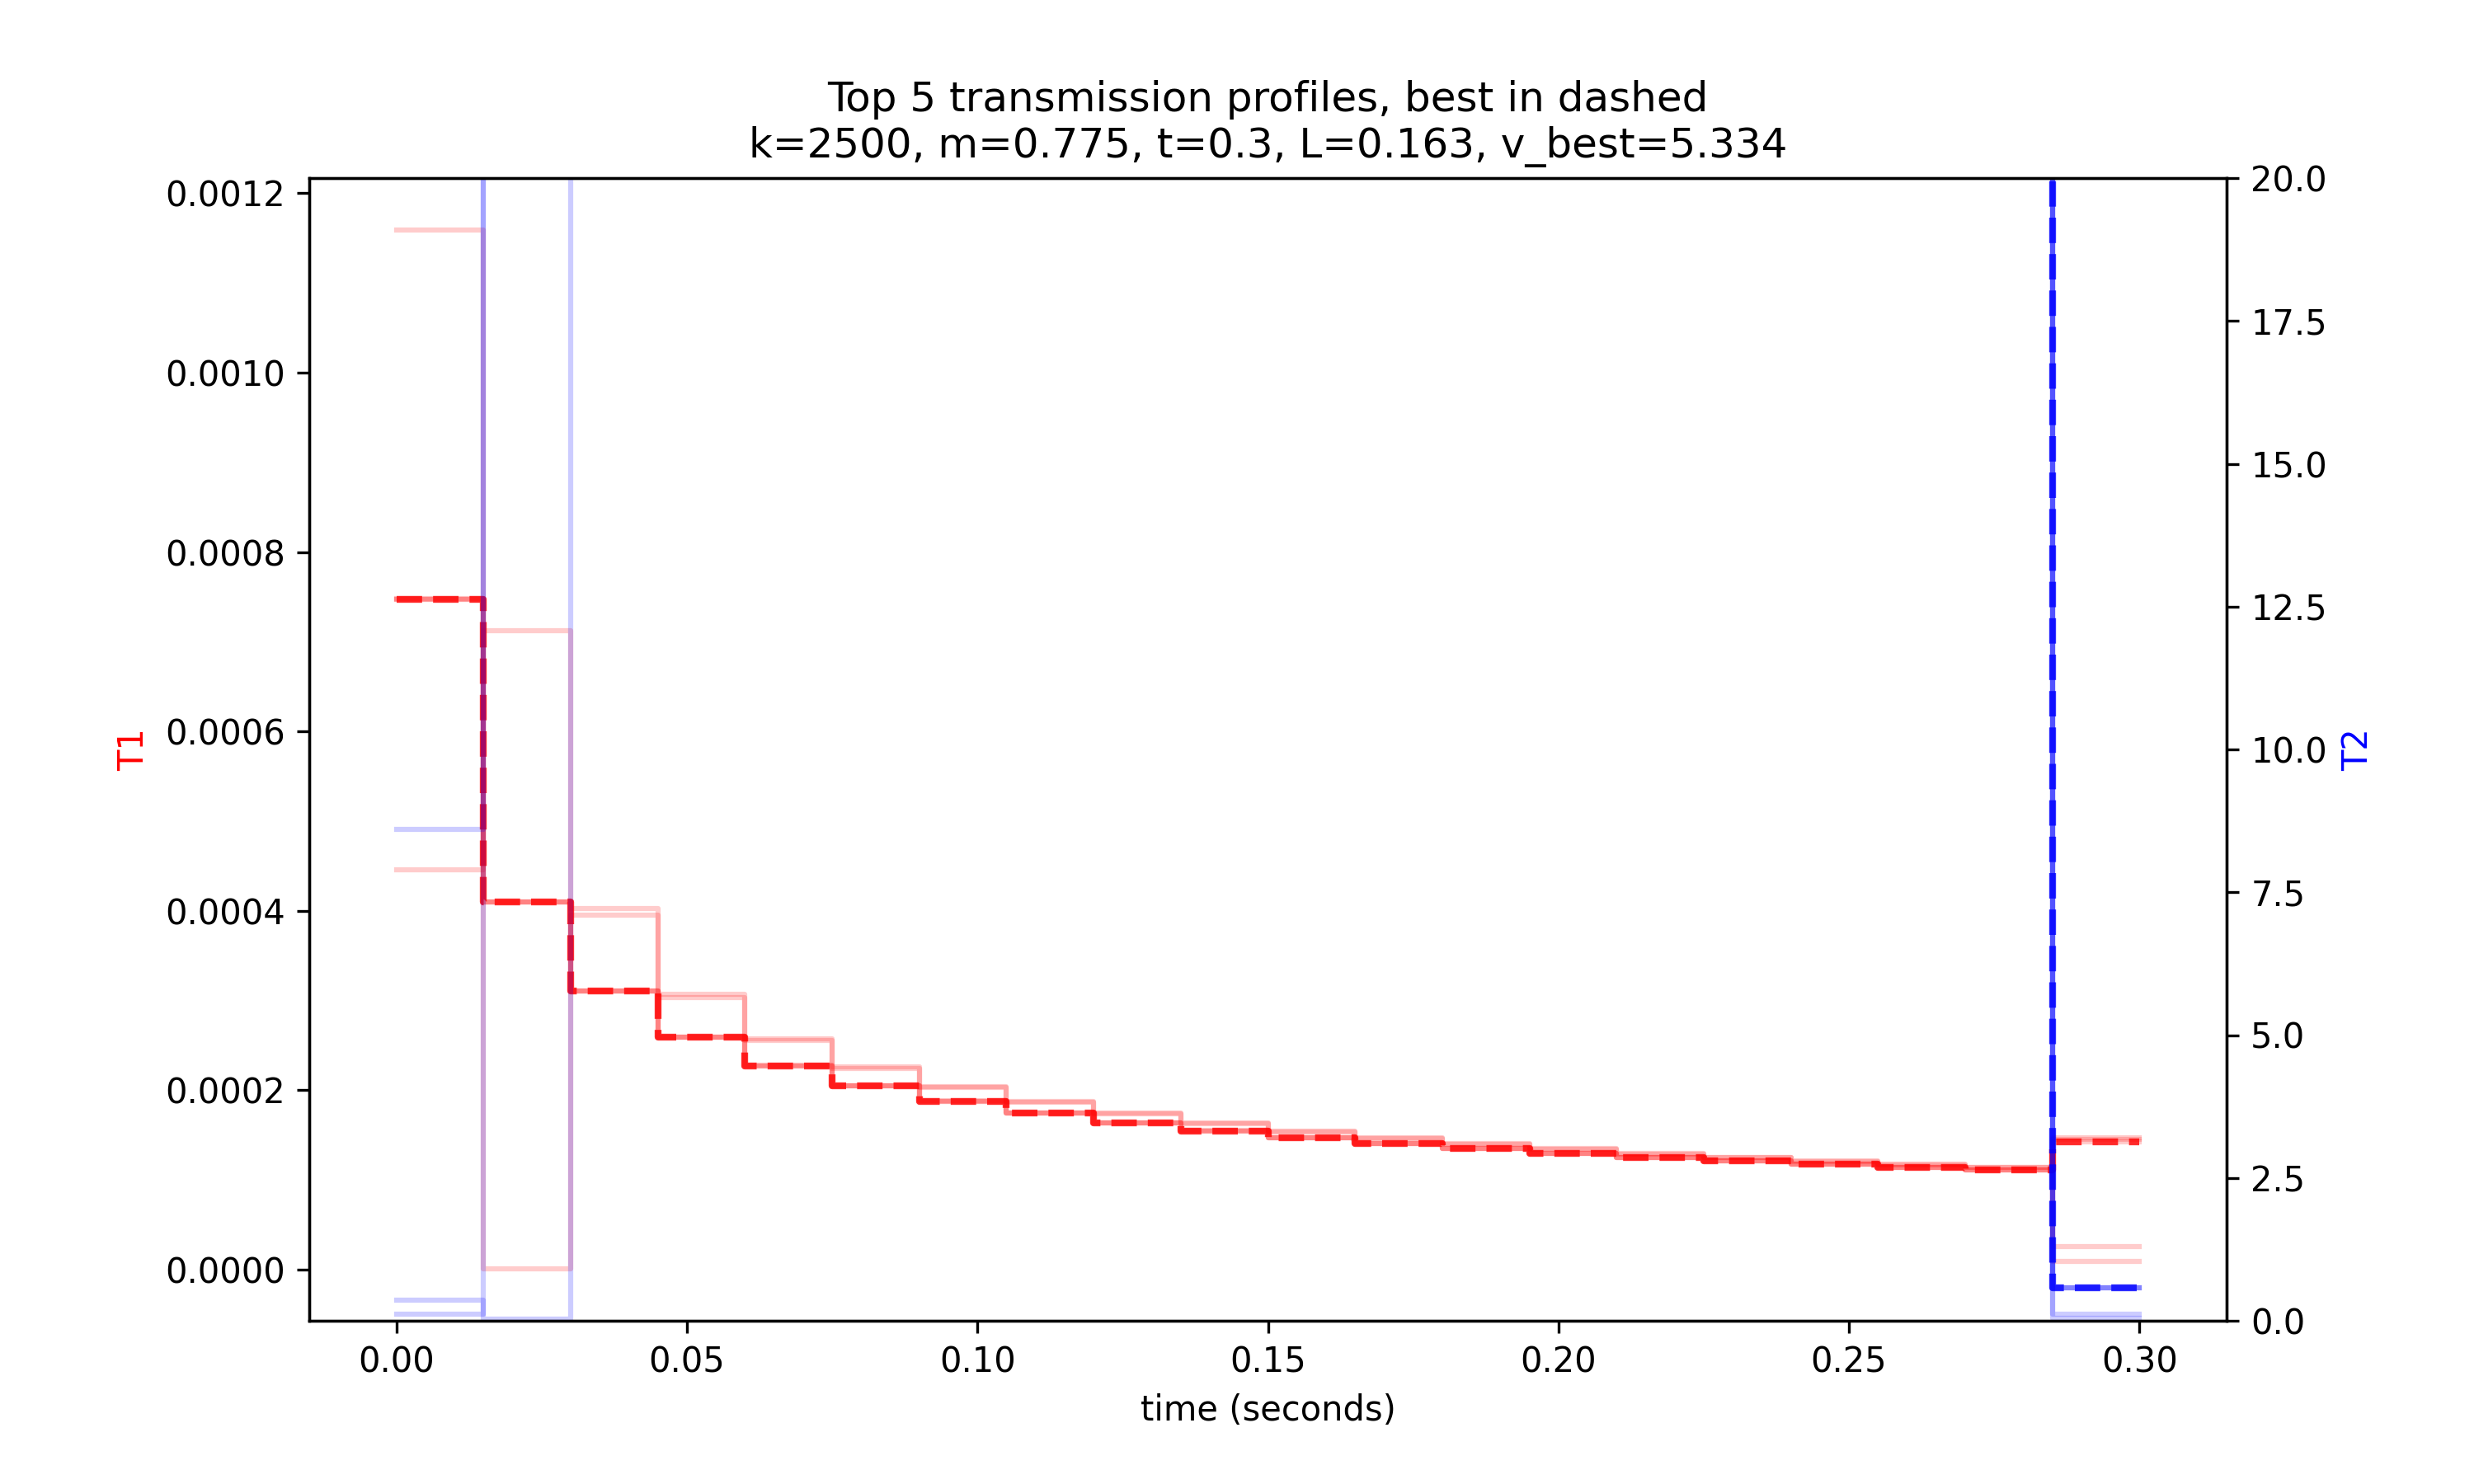 Top 5 transmission profiles, best in dashed
k=2500, m=0.775, t=0.3, L=0.163, v_best=5.334
0.0012
0.0010
0.0008
0.0006
0.0004
0.0002
0.0000
T1
20.0
17.5
15.0
12.5
10.0
7.5
5.0
2.5
0.0
T2
0.00 0.05 0.10 0.15 0.20 0.25 0.30
time (seconds)